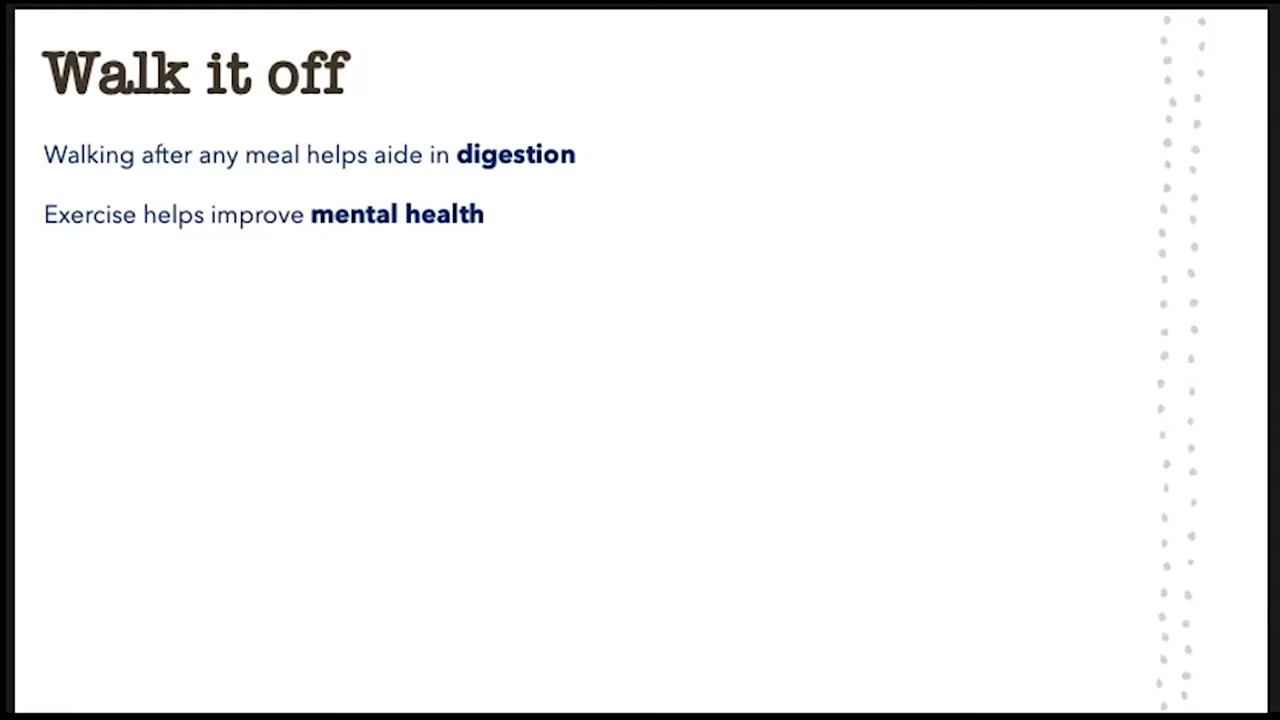 Walk it off
Walking after any meal helps aide in digestion
Exercise helps improve mental health